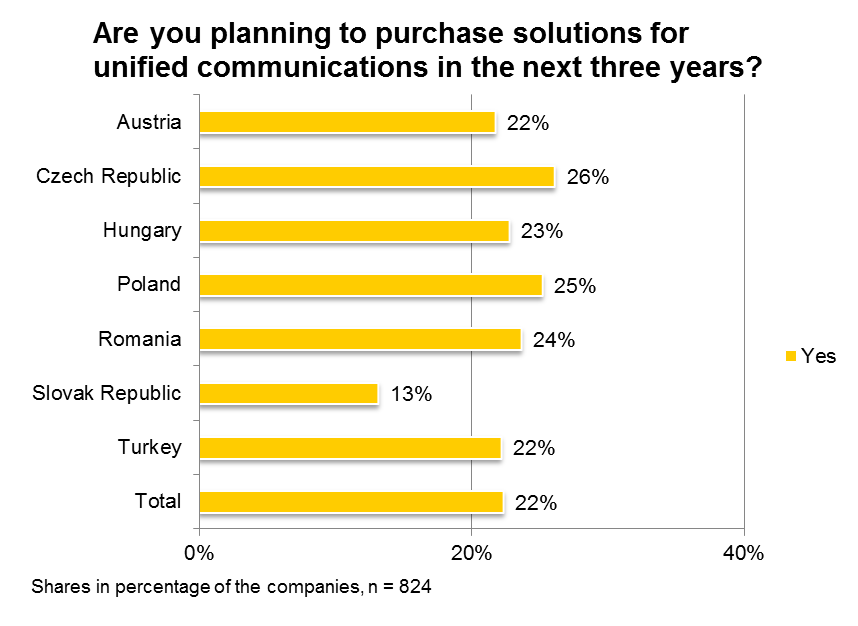 Are you planning to purchase solutions for
unified communications in the next three years?
Austria 22%
Czech Republic 26%
Hungary 23%
Poland 25%
Romania 24%
Slovak Republic 13%
Turkey 22%
Total 22%
Yes
0% 20% 40%
Shares in percentage of the companies, n = 824